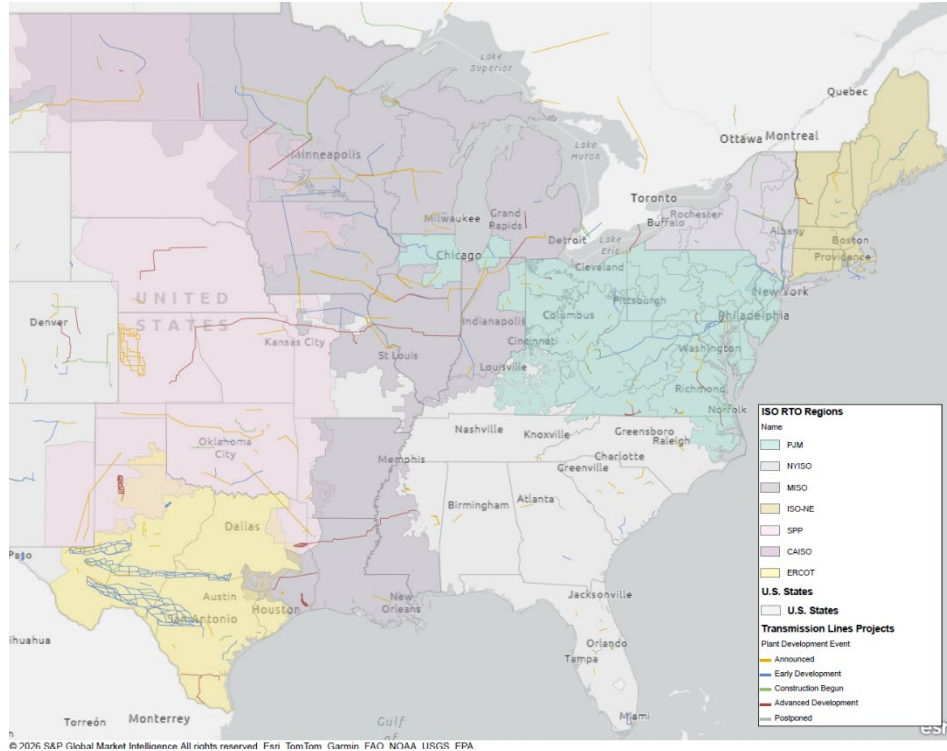 Lake
Superior
Quebec
Ottawa
Montreal
Minneapolis
Lake
Huron
Toronto
Milwaukee
Grand
Rapids
Buffalo
Rochester
Albany
Boston
Providence
Detroit
Lake
Erie
Chicago
Cleveland
UNITED
STATES
New York
Pittsburgh
Philadelphia
Denver
Columbus
Indianapolis
Kansas City
Cincinnati
Washington
St Louis
Louisville
Richmond
Norfolk
Nashville
Knoxville
Greensboro
Raleigh
Oklahoma
City
Memphis
Charlotte
Greenville
Birmingham
Atlanta
Dallas
Paso
Austin
Houston
San Antonio
New
Orleans
Jacksonville
hihuahua
Orlando
Tampa
Miami
Torreón
Monterrey
Gulf
of
ISO RTO Regions
Name
PJM
NYISO
MISO
ISO-NE
SPP
CAISO
ERCOT
U.S. States
U.S. States
Transmission Lines Projects
Plant Development Event
Announced
Early Development
Construction Begun
Advanced Development
Postponed
esri
© 2026 S&P Global Market Intelligence All rights reserved Esri TomTom Garmin FAO NOAA USGS EPA